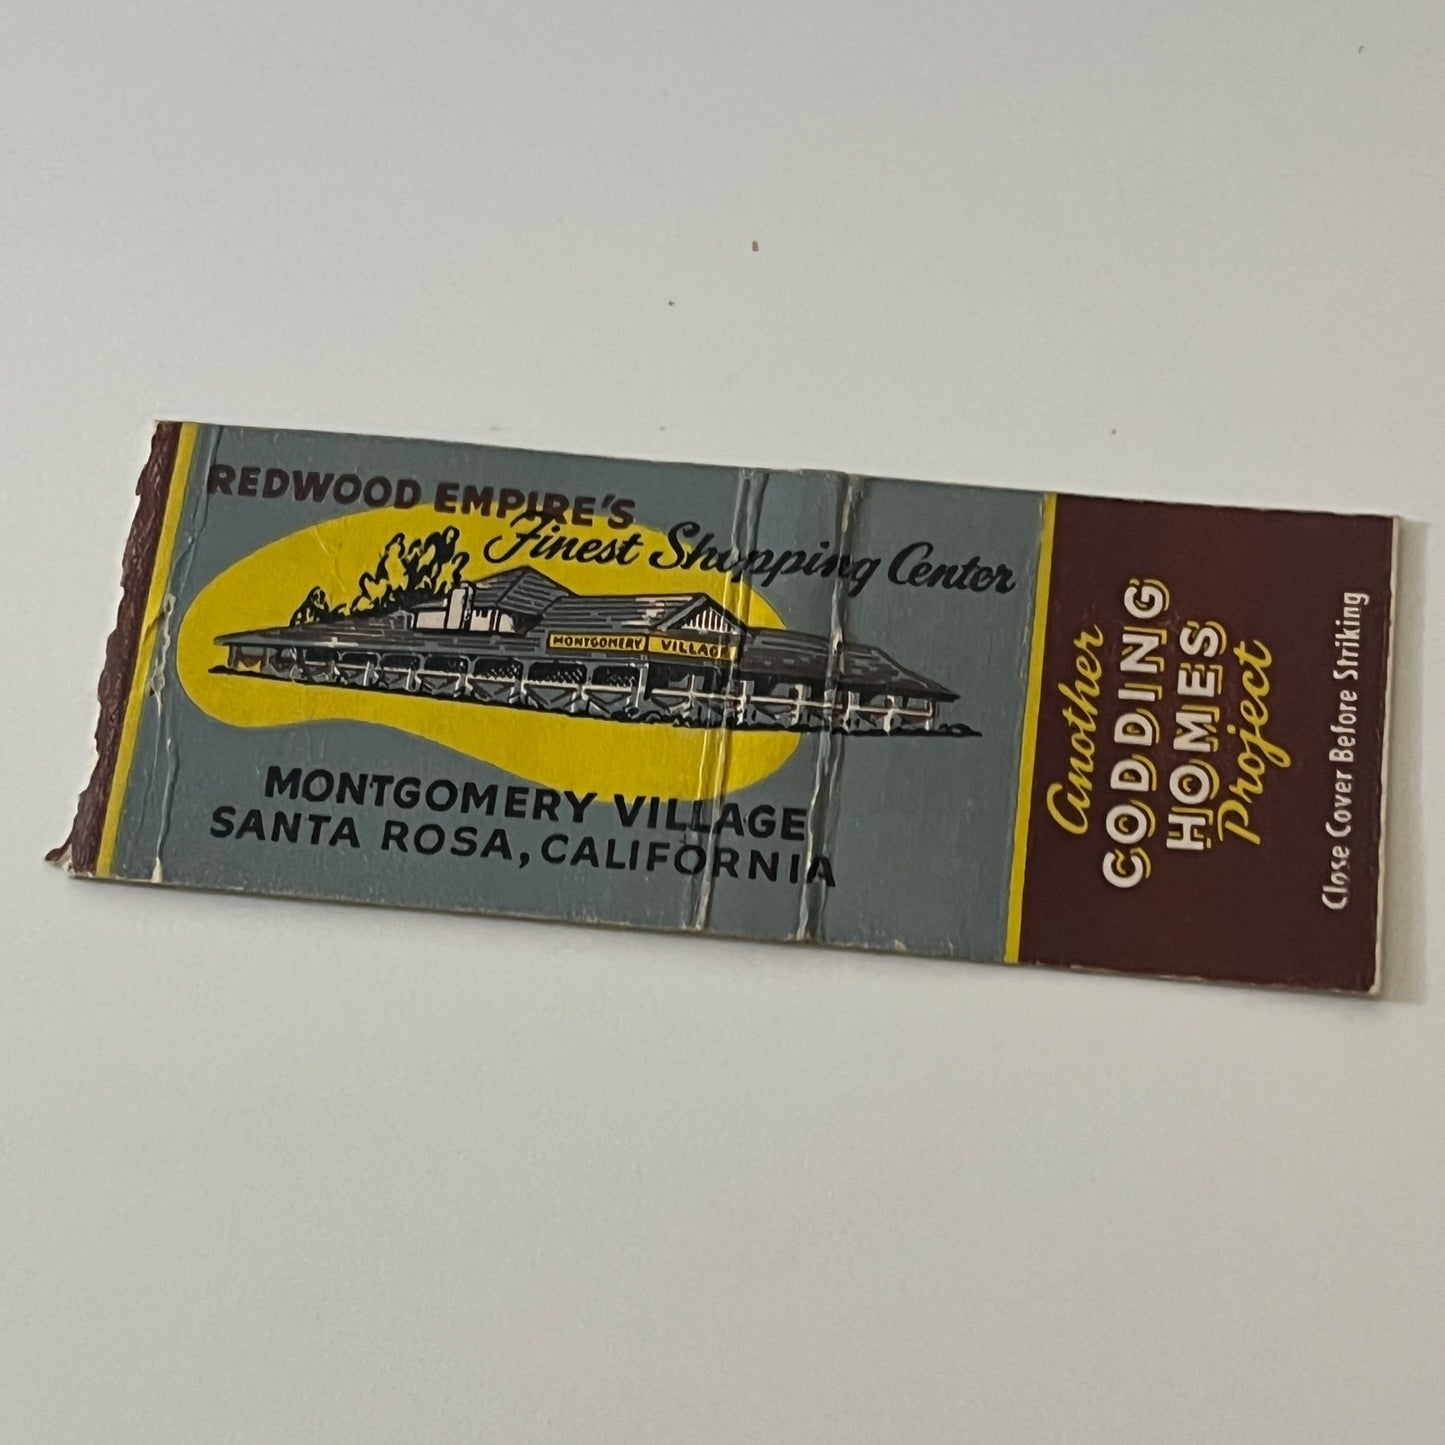 REDWOOD EMPIRE'S
Finest Shopping Center
MONTGOMERY VILLAGE
MONTGOMERY VILLAGE
SANTA ROSA, CALIFORNIA
Another
CODDING
HOMES
Project
Close Cover Before Striking